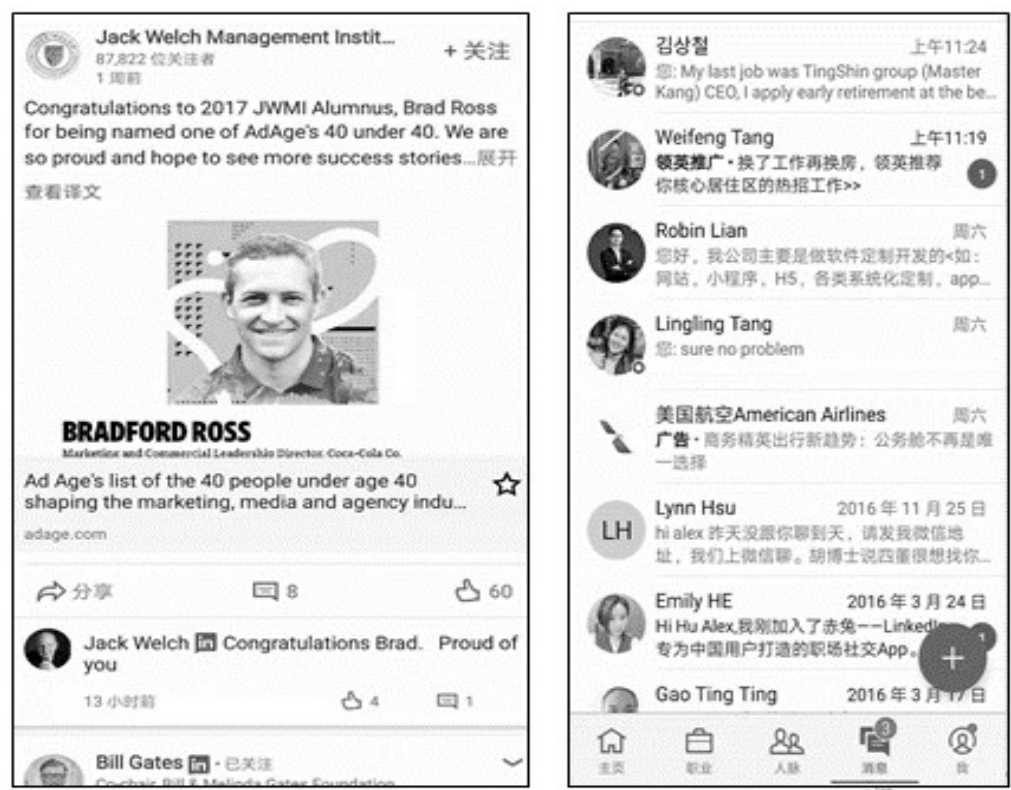 Jack Welch Management Instit...
+ 关注
87,822 位关注者
1 周前
Congratulations to 2017 JWMI Alumnus, Brad Ross
for being named one of AdAge's 40 under 40. We are
so proud and hope to see more success stories...展开
查看译文
BRADFORD ROSS
Marketing and Commercial Leadership Director, Coca-Cola Co.
Ad Age's list of the 40 people under age 40
shaping the marketing, media and agency indu...
adage.com
分享
8
60
Jack Welch in Congratulations Brad. Proud of
you
13 小时前
4
1
Bill Gates in · 已关注
Co-chair, Bill & Melinda Gates Foundation
김상철
上午11:24
您: My last job was TingShin group (Master
Kang) CEO, I apply early retirement at the be...
Weifeng Tang
上午11:19
领英推广 · 换了工作再换房，领英推荐
你核心居住区的热招工作>>
1
Robin Lian
周六
您好，我公司主要是做软件定制开发的<如：
网站，小程序，H5，各类系统化定制，app...
Lingling Tang
周六
您: sure no problem
美国航空American Airlines
周六
广告 · 商务精英出行新趋势：公务舱不再是唯
一选择
LH
Lynn Hsu
2016 年 11 月 25 日
hi alex 昨天没跟你聊到天，请发我微信地
址，我们上微信聊。胡博士说四董很想找你...
Emily HE
2016 年 3 月 24 日
Hi Hu Alex,我刚加入了赤兔——LinkedIn
专为中国用户打造的职场社交App。
1
Gao Ting Ting
2016 年 3 月 17 日
3
主页
职业
人脉
消息
我